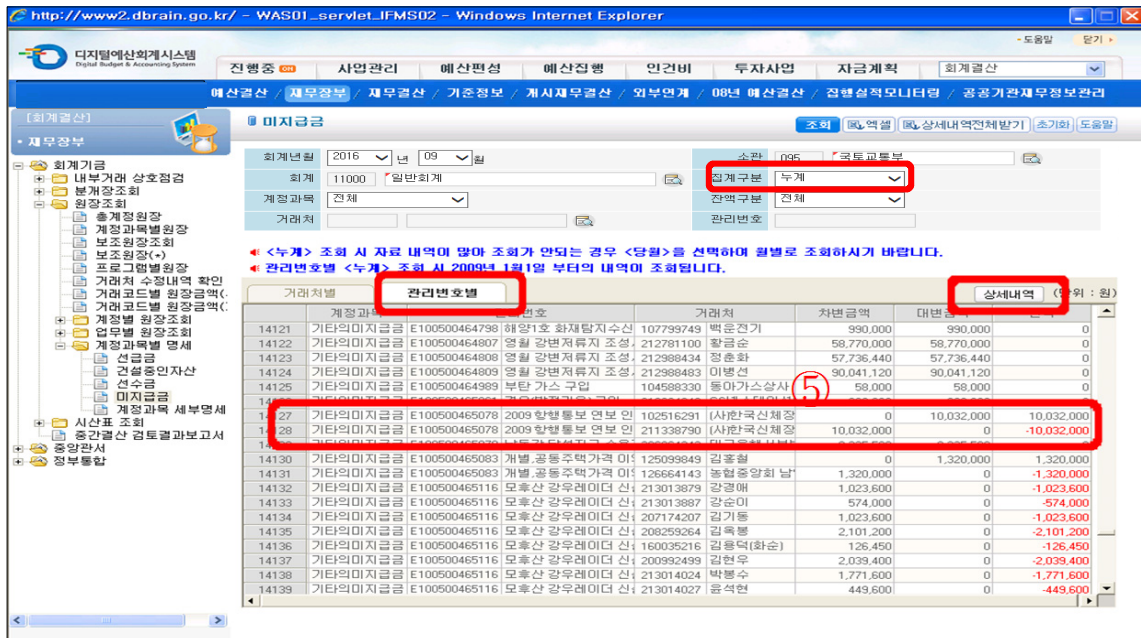 http://www2.dbrain.go.kr/ - WAS01_servlet_IFMS02 - Windows Internet Explorer
디지털예산회계시스템
Digital Budget & Accounting System
- 도움말 닫기
진행중 사업관리 예산편성 예산집행 인건비 투자사업 자금계획 회계결산
예산결산 / 재무장부 / 재무결산 / 기준정보 / 개시재무결산 / 외부연계 / 08년 예산결산 / 집행실적모니터링 / 공공기관재무정보관리
[회계결산]
• 재무장부
미지급금
조회 엑셀 상세내역전체받기 초기화 도움말
회계년월 2016 년 09 월 소관 095 국토교통부
회계 11000 일반회계 집계구분 누계
계정과목 전체 잔액구분 전체
거래처 관리번호
<누계> 조회 시 자료 내역이 많아 조회가 안되는 경우 <당월>을 선택하여 월별로 조회하시기 바랍니다.
관리번호별 <누계> 조회 시 2009년 1월1일 부터의 내역이 조회됩니다.
거래처별 관리번호별 상세내역 (단위 : 원)
회계기금
내부거래 상호점검
분개장조회
원장조회
총계정원장
계정과목별원장
보조원장조회
보조원장(+)
프로그램별원장
거래처 수정내역 확인
거래코드별 원장금액(
거래코드별 원장금액(
계정별 원장조회
업무별 원장조회
계정과목별 명세
선급금
건설중인자산
선수금
미지급금
계정과목 세부명세
시산표 조회
중간결산 검토결과보고서
중앙관서
정부통합
계정과목 거래처 차변금액
14121 기타의미지급금 E100500464798 해양1호 화재탐지수신 107799749 백운전기 990,000 990,000 0
14122 기타의미지급금 E100500464807 영월 강변저류지 조성 212781100 황금순 58,770,000 58,770,000 0
14123 기타의미지급금 E100500464808 영월 강변저류지 조성 212988434 정춘화 57,736,440 57,736,440 0
14124 기타의미지급금 E100500464809 영월 강변저류지 조성 212988483 이병선 90,041,120 90,041,120 0
14125 기타의미지급금 E100500464989 부탄 가스 구입 104588330 동아가스상사 58,000 58,000 0
⑤
14127 기타의미지급금 E100500465078 2009 항행통보 연보 인 102516291 (사)한국신체장 0 10,032,000 10,032,000
14128 기타의미지급금 E100500465078 2009 항행통보 연보 인 211338790 (사)한국신체장 10,032,000 0 -10,032,000
14130 기타의미지급금 E100500465083 개별,공동주택가격 이 125099849 김홍철 0 1,320,000 1,320,000
14131 기타의미지급금 E100500465083 개별,공동주택가격 이 126664143 농협중앙회 남 1,320,000 0 -1,320,000
14132 기타의미지급금 E100500465116 모후산 강우레이더 신 213013879 강경애 1,023,600 0 -1,023,600
14133 기타의미지급금 E100500465116 모후산 강우레이더 신 213013887 강순미 574,000 0 -574,000
14134 기타의미지급금 E100500465116 모후산 강우레이더 신 207174207 김기동 1,023,600 0 -1,023,600
14135 기타의미지급금 E100500465116 모후산 강우레이더 신 208259264 김옥봉 2,101,200 0 -2,101,200
14136 기타의미지급금 E100500465116 모후산 강우레이더 신 160035216 김용덕(화순) 126,450 0 -126,450
14137 기타의미지급금 E100500465116 모후산 강우레이더 신 200992499 김현우 2,039,400 0 -2,039,400
14138 기타의미지급금 E100500465116 모후산 강우레이더 신 213014024 박봉수 1,771,600 0 -1,771,600
14139 기타의미지급금 E100500465116 모후산 강우레이더 신 213014027 윤석현 449,600 0 -449,600